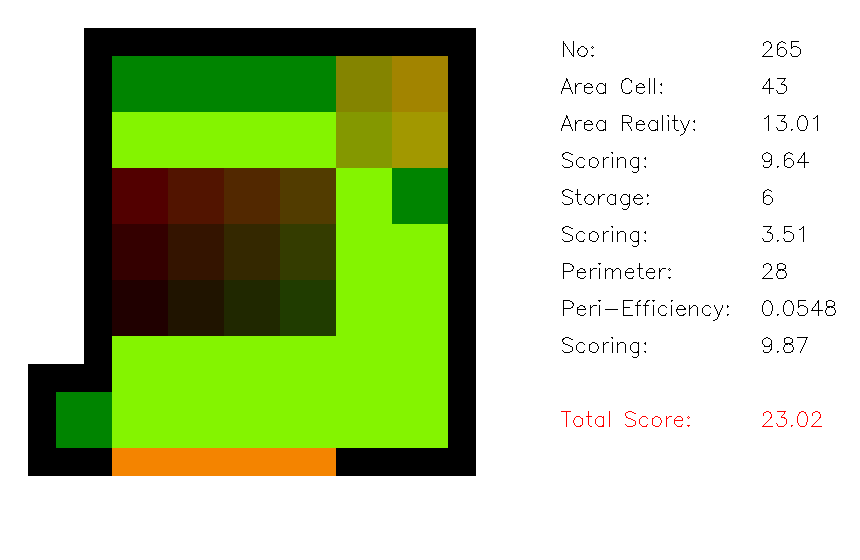 No: 265
Area Cell: 43
Area Reality: 13.01
Scoring: 9.64
Storage: 6
Scoring: 3.51
Perimeter: 28
Peri-Efficiency: 0.0548
Scoring: 9.87
Total Score: 23.02